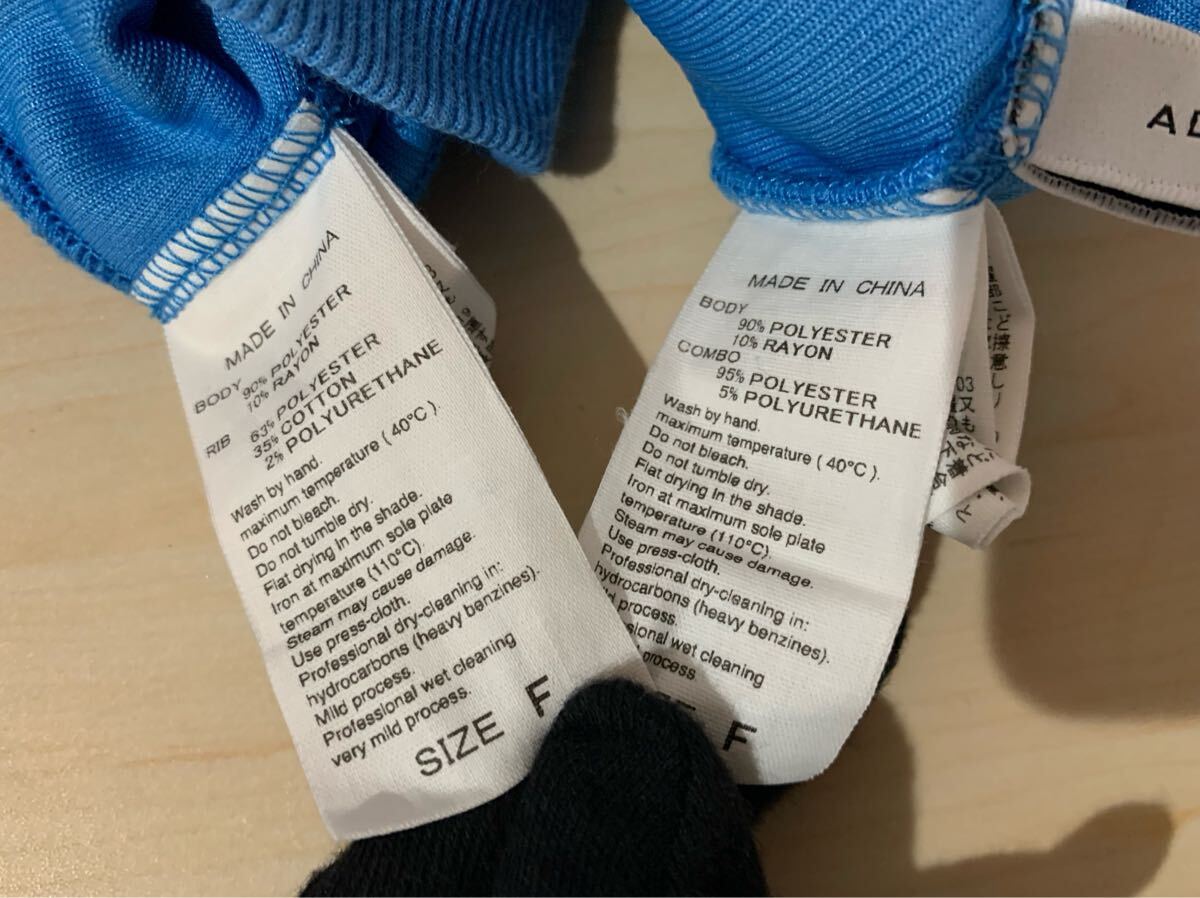 MADE IN CHINA
BODY
90% POLYESTER
10% RAYON
RIB
63% POLYESTER
35% COTTON
2% POLYURETHANE
Wash by hand.
maximum temperature ( 40°C ).
Do not bleach.
Do not tumble dry.
Flat drying in the shade.
Iron at maximum sole plate
temperature (110°C).
Steam may cause damage.
Use press-cloth.
Professional dry-cleaning in:
hydrocarbons (heavy benzines).
Mild process.
Professional wet cleaning
very mild process.
SIZE F
MADE IN CHINA
BODY
90% POLYESTER
10% RAYON
COMBO
95% POLYESTER
5% POLYURETHANE
Wash by hand.
maximum temperature ( 40°C ).
Do not bleach.
Do not tumble dry.
Flat drying in the shade.
Iron at maximum sole plate
temperature (110°C).
Steam may cause damage.
Use press-cloth.
Professional dry-cleaning in:
hydrocarbons (heavy benzines).
process.
wet cleaning
process
F
03